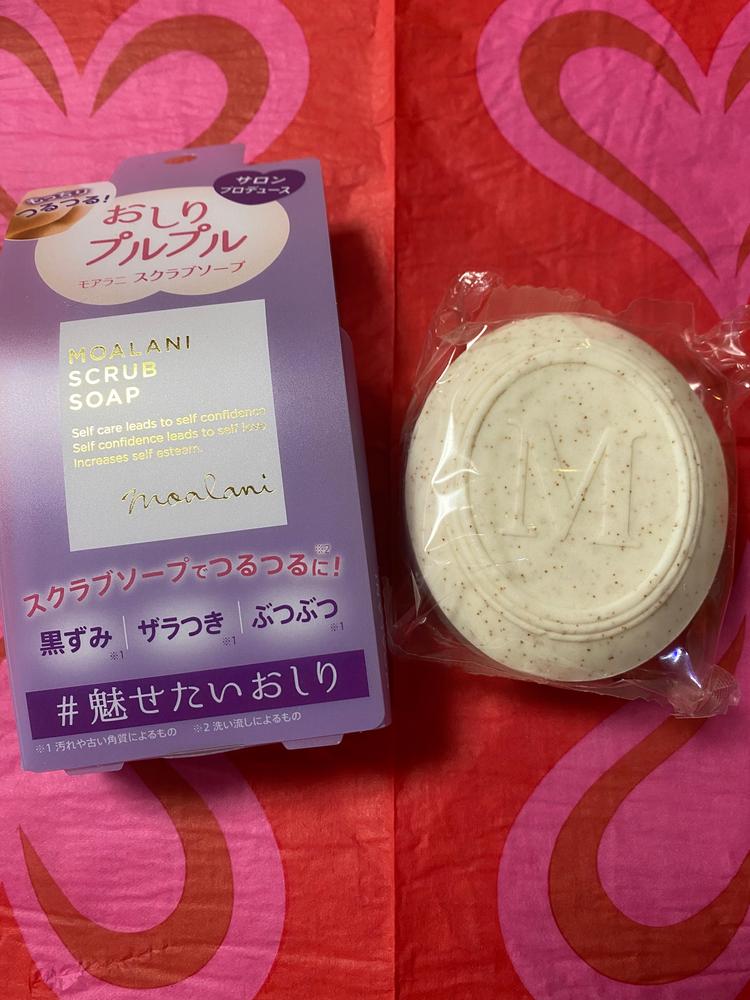 つるつる!
サロン
プロデュース
おしり
プルプル
モアラニ スクラブソープ
MOALANI
SCRUB
SOAP
Self care leads to self confidence
Self confidence leads to self love
Increases self esteem.
moalani
スクラブソープでつるつるに!※2
黒ずみ※1 ザラつき※1 ぶつぶつ※1
#魅せたいおしり
※1 汚れや古い角質によるもの ※2 洗い流しによるもの
M